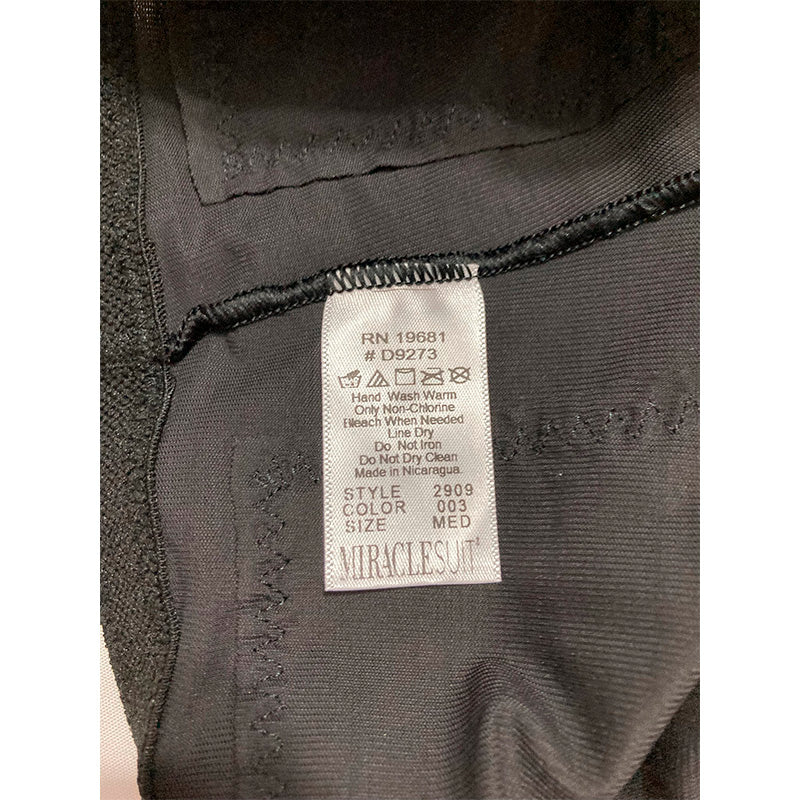 RN 19681
# D9273
Hand Wash Warm
Only Non-Chlorine
Bleach When Needed
Line Dry
Do Not Iron
Do Not Dry Clean
Made in Nicaragua.
STYLE 2909
COLOR 003
SIZE MED
MIRACLESUIT®